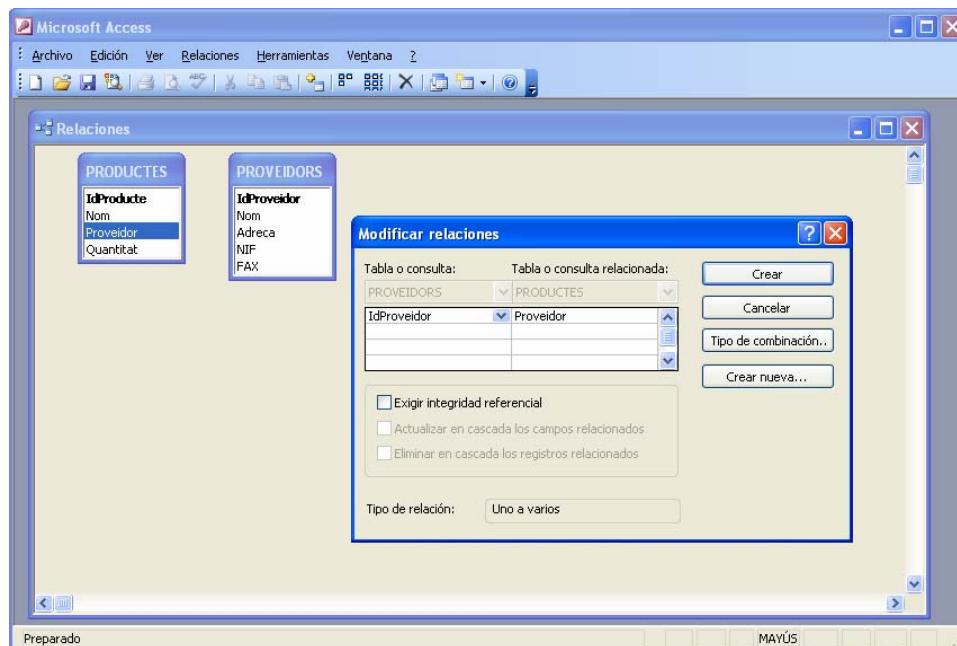 Microsoft Access
Archivo Edición Ver Relaciones Herramientas Ventana ?
Relaciones
PRODUCTES
IdProducte
Nom
Proveidor
Quantitat
PROVEIDORS
IdProveidor
Nom
Adreca
NIF
FAX
Modificar relaciones
Tabla o consulta: Tabla o consulta relacionada:
PROVEIDORS PRODUCTES
IdProveidor Proveidor
Exigir integridad referencial
Actualizar en cascada los campos relacionados
Eliminar en cascada los registros relacionados
Tipo de relación: Uno a varios
Crear
Cancelar
Tipo de combinación..
Crear nueva...
Preparado MAYÚS